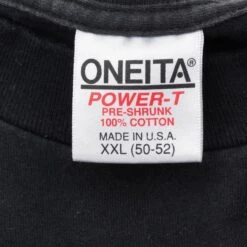 ONEITA®
POWER-T
PRE-SHRUNK
100% COTTON
MADE IN U.S.A.
XXL (50-52)